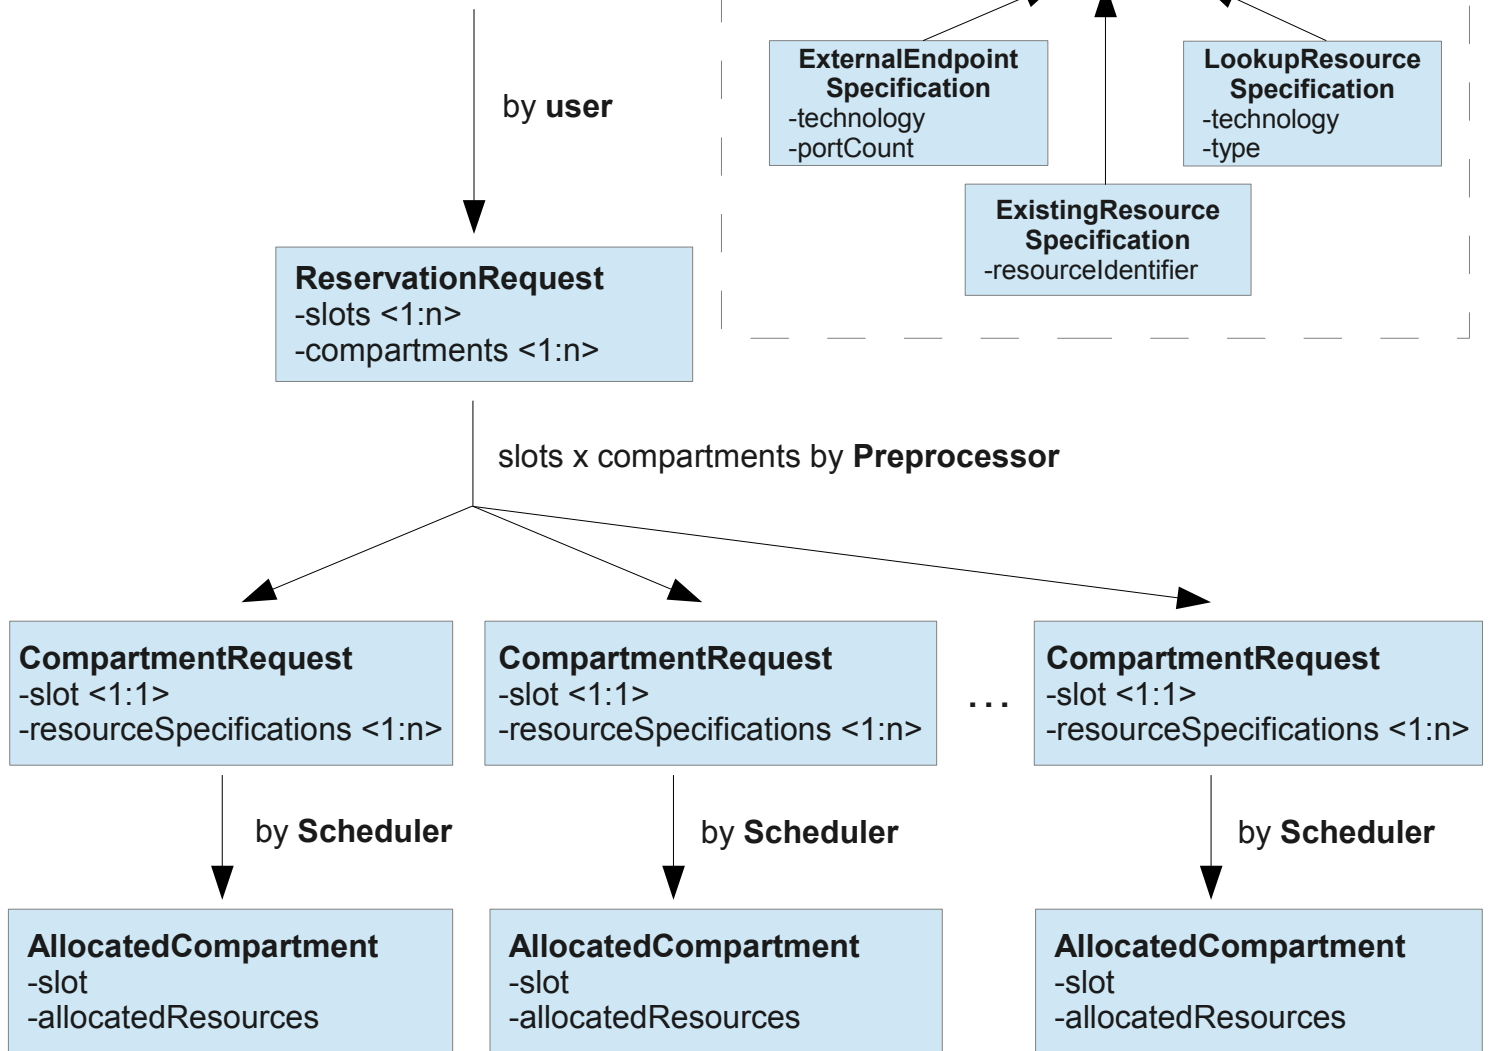 ExternalEndpoint
Specification
-technology
-portCount
LookupResource
Specification
-technology
-type
by user
ExistingResource
Specification
-resourceIdentifier
ReservationRequest
-slots <1:n>
-compartments <1:n>
slots x compartments by Preprocessor
CompartmentRequest
-slot <1:1>
-resourceSpecifications <1:n>
CompartmentRequest
-slot <1:1>
-resourceSpecifications <1:n>
...
CompartmentRequest
-slot <1:1>
-resourceSpecifications <1:n>
by Scheduler
by Scheduler
by Scheduler
AllocatedCompartment
-slot
-allocatedResources
AllocatedCompartment
-slot
-allocatedResources
AllocatedCompartment
-slot
-allocatedResources